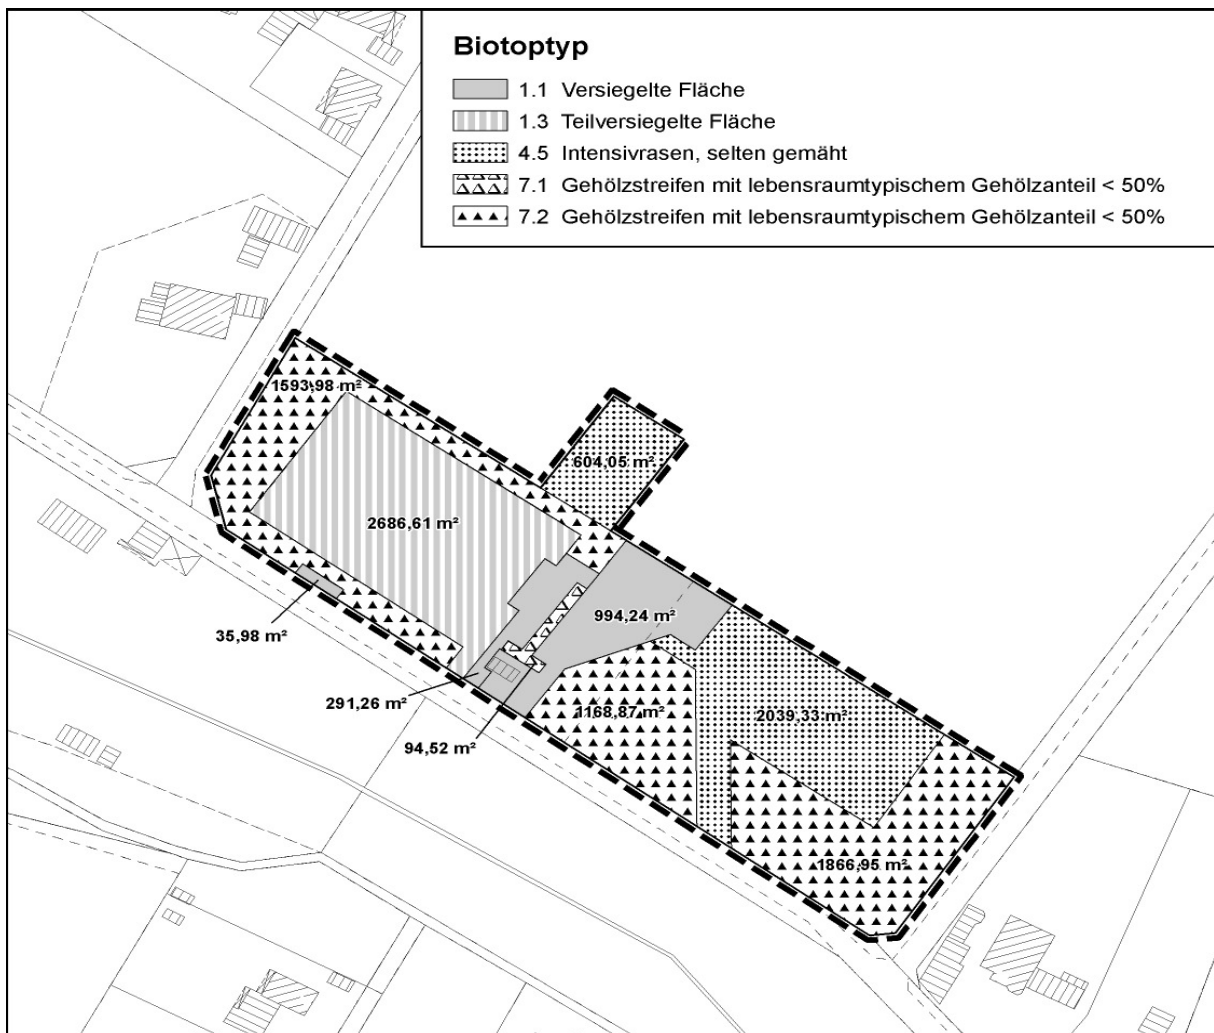 Biotoptyp
1.1 Versiegelte Fläche
1.3 Teilversiegelte Fläche
4.5 Intensivrasen, selten gemäht
7.1 Gehölzstreifen mit lebensraumtypischem Gehölzanteil < 50%
7.2 Gehölzstreifen mit lebensraumtypischem Gehölzanteil < 50%
1593,98 m²
604,05 m²
2686,61 m²
994,24 m²
35,98 m²
291,26 m²
1168,87 m²
2039,33 m²
94,52 m²
1866,95 m²